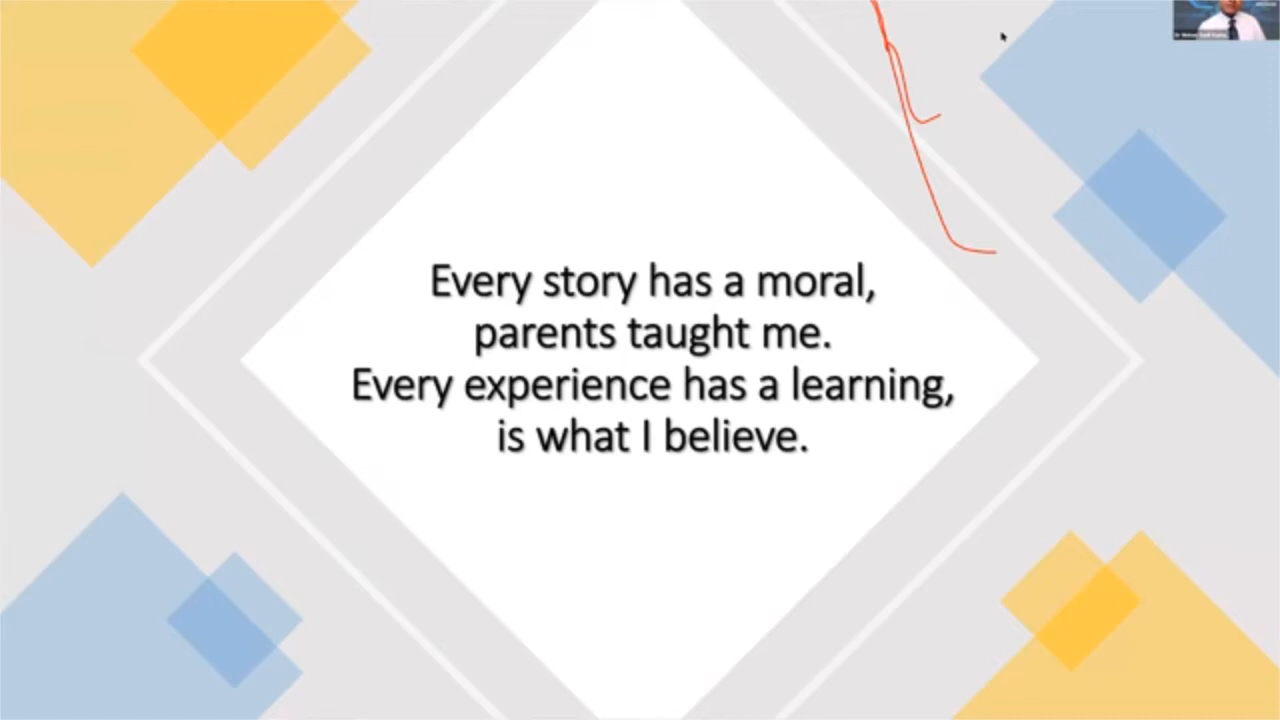 Every story has a moral,
parents taught me.
Every experience has a learning,
is what I believe.